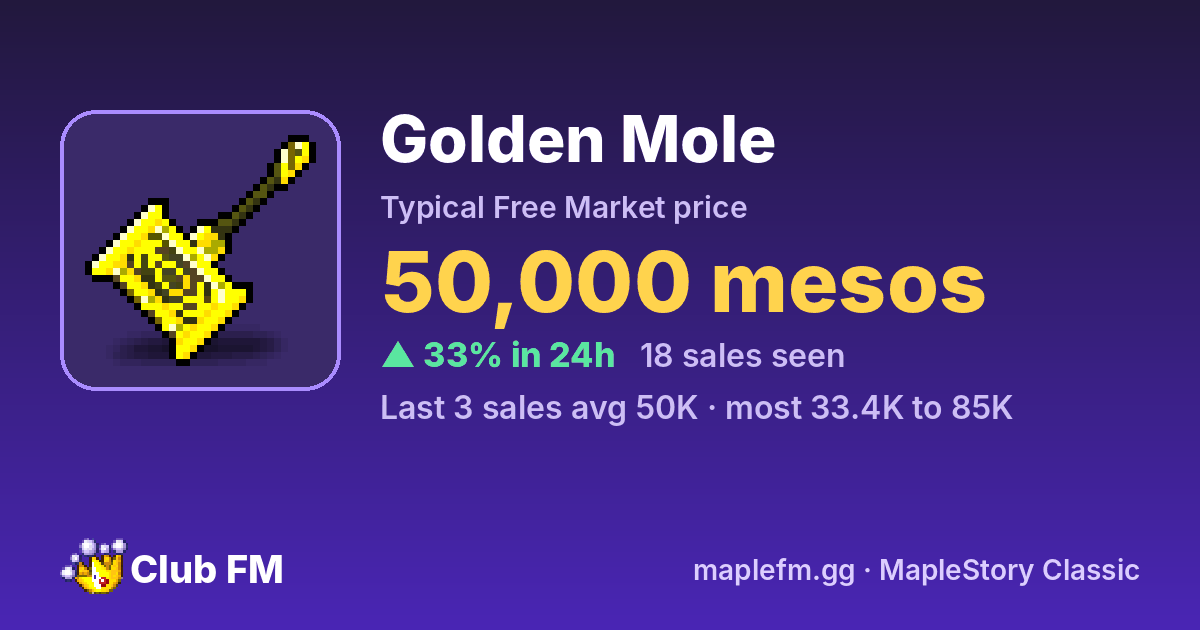 Golden Mole
Typical Free Market price
50,000 mesos
▲ 33% in 24h 18 sales seen
Last 3 sales avg 50K · most 33.4K to 85K
Club FM
maplefm.gg · MapleStory Classic